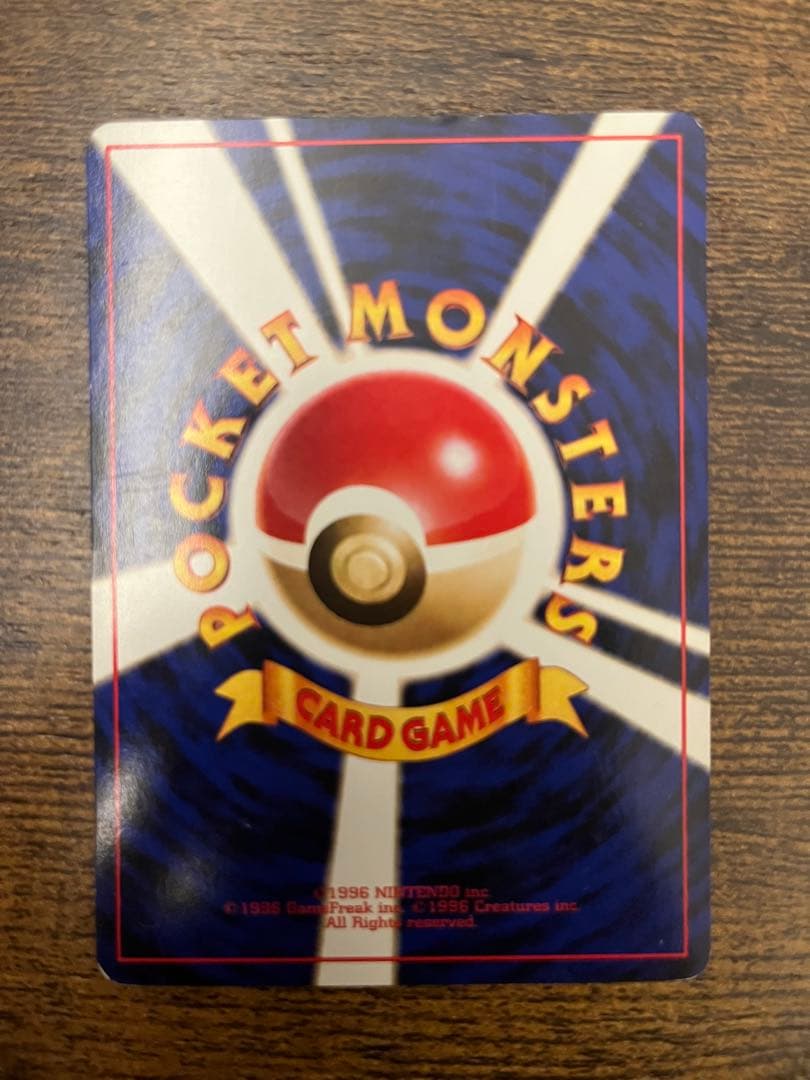 POCKET MONSTERS
CARD GAME
©1996 NINTENDO inc.
©1996 GameFreak inc. ©1996 Creatures inc.
All Rights reserved.